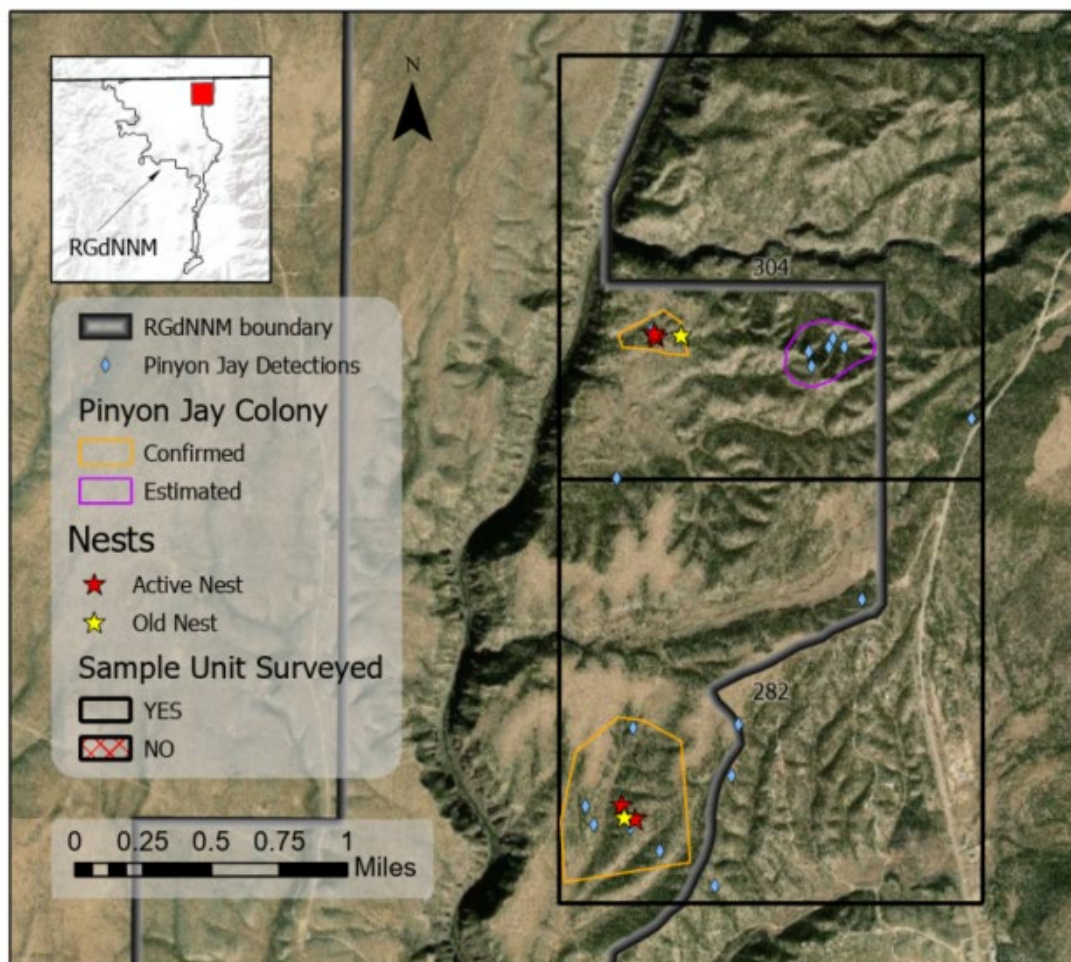 N
RGdNNM
RGdNNM boundary
Pinyon Jay Detections
Pinyon Jay Colony
Confirmed
Estimated
Nests
Active Nest
Old Nest
Sample Unit Surveyed
YES
NO
0 0.25 0.5 0.75 1
Miles
304
282